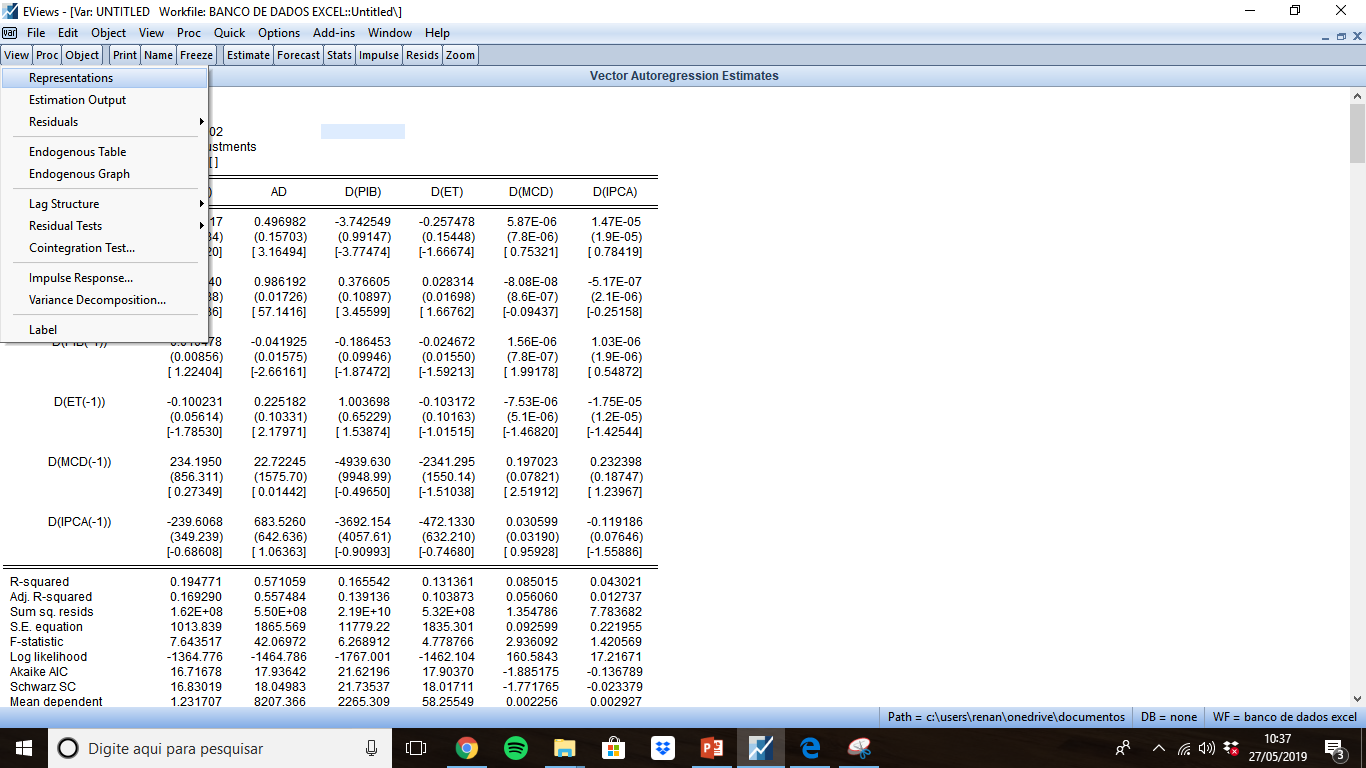 EViews - [Var: UNTITLED Workfile: BANCO DE DADOS EXCEL::Untitled\]
File Edit Object View Proc Quick Options Add-ins Window Help
View Proc Object Print Name Freeze Estimate Forecast Stats Impulse Resids Zoom
Vector Autoregression Estimates
Representations
Estimation Output
Residuals
Endogenous Table
Endogenous Graph
Lag Structure
Residual Tests
Cointegration Test...
Impulse Response...
Variance Decomposition...
Label
02
ustments
[ ]
) AD D(PIB) D(ET) D(MCD) D(IPCA)
17 0.496982 -3.742549 -0.257478 5.87E-06 1.47E-05
34) (0.15703) (0.99147) (0.15448) (7.8E-06) (1.9E-05)
20] [ 3.16494] [-3.77474] [-1.66674] [ 0.75321] [ 0.78419]
40 0.986192 0.376605 0.028314 -8.08E-08 -5.17E-07
38) (0.01726) (0.10897) (0.01698) (8.6E-07) (2.1E-06)
36] [ 57.1416] [ 3.45599] [ 1.66762] [-0.09437] [-0.25158]
D(PIB(-1)) 0.010478 -0.041925 -0.186453 -0.024672 1.56E-06 1.03E-06
(0.00856) (0.01575) (0.09946) (0.01550) (7.8E-07) (1.9E-06)
[ 1.22404] [-2.66161] [-1.87472] [-1.59213] [ 1.99178] [ 0.54872]
D(ET(-1)) -0.100231 0.225182 1.003698 -0.103172 -7.53E-06 -1.75E-05
(0.05614) (0.10331) (0.65229) (0.10163) (5.1E-06) (1.2E-05)
[-1.78530] [ 2.17971] [ 1.53874] [-1.01515] [-1.46820] [-1.42544]
D(MCD(-1)) 234.1950 22.72245 -4939.630 -2341.295 0.197023 0.232398
(856.311) (1575.70) (9948.99) (1550.14) (0.07821) (0.18747)
[ 0.27349] [ 0.01442] [-0.49650] [-1.51038] [ 2.51912] [ 1.23967]
D(IPCA(-1)) -239.6068 683.5260 -3692.154 -472.1330 0.030599 -0.119186
(349.239) (642.636) (4057.61) (632.210) (0.03190) (0.07646)
[-0.68608] [ 1.06363] [-0.90993] [-0.74680] [ 0.95928] [-1.55886]
R-squared 0.194771 0.571059 0.165542 0.131361 0.085015 0.043021
Adj. R-squared 0.169290 0.557484 0.139136 0.103873 0.056060 0.012737
Sum sq. resids 1.62E+08 5.50E+08 2.19E+10 5.32E+08 1.354786 7.783682
S.E. equation 1013.839 1865.569 11779.22 1835.301 0.092599 0.221955
F-statistic 7.643517 42.06972 6.268912 4.778766 2.936092 1.420569
Log likelihood -1364.776 -1464.786 -1767.001 -1462.104 160.5843 17.21671
Akaike AIC 16.71678 17.93642 21.62196 17.90370 -1.885175 -0.136789
Schwarz SC 16.83019 18.04983 21.73537 18.01711 -1.771765 -0.023379
Mean dependent 1.231707 8207.366 2265.309 58.25549 0.002256 0.002927
Path = c:\users\renan\onedrive\documentos DB = none WF = banco de dados excel
Digite aqui para pesquisar
10:37
27/05/2019
3